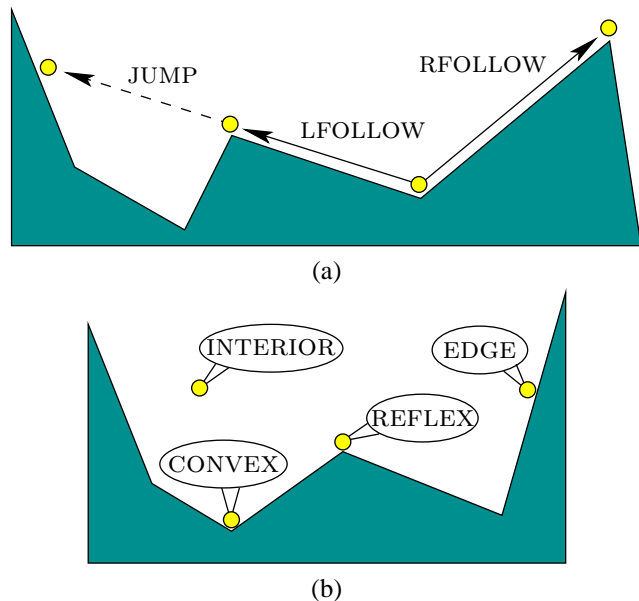 RFOLLOW
JUMP
LFOLLOW
(a)
INTERIOR
EDGE
REFLEX
CONVEX
(b)